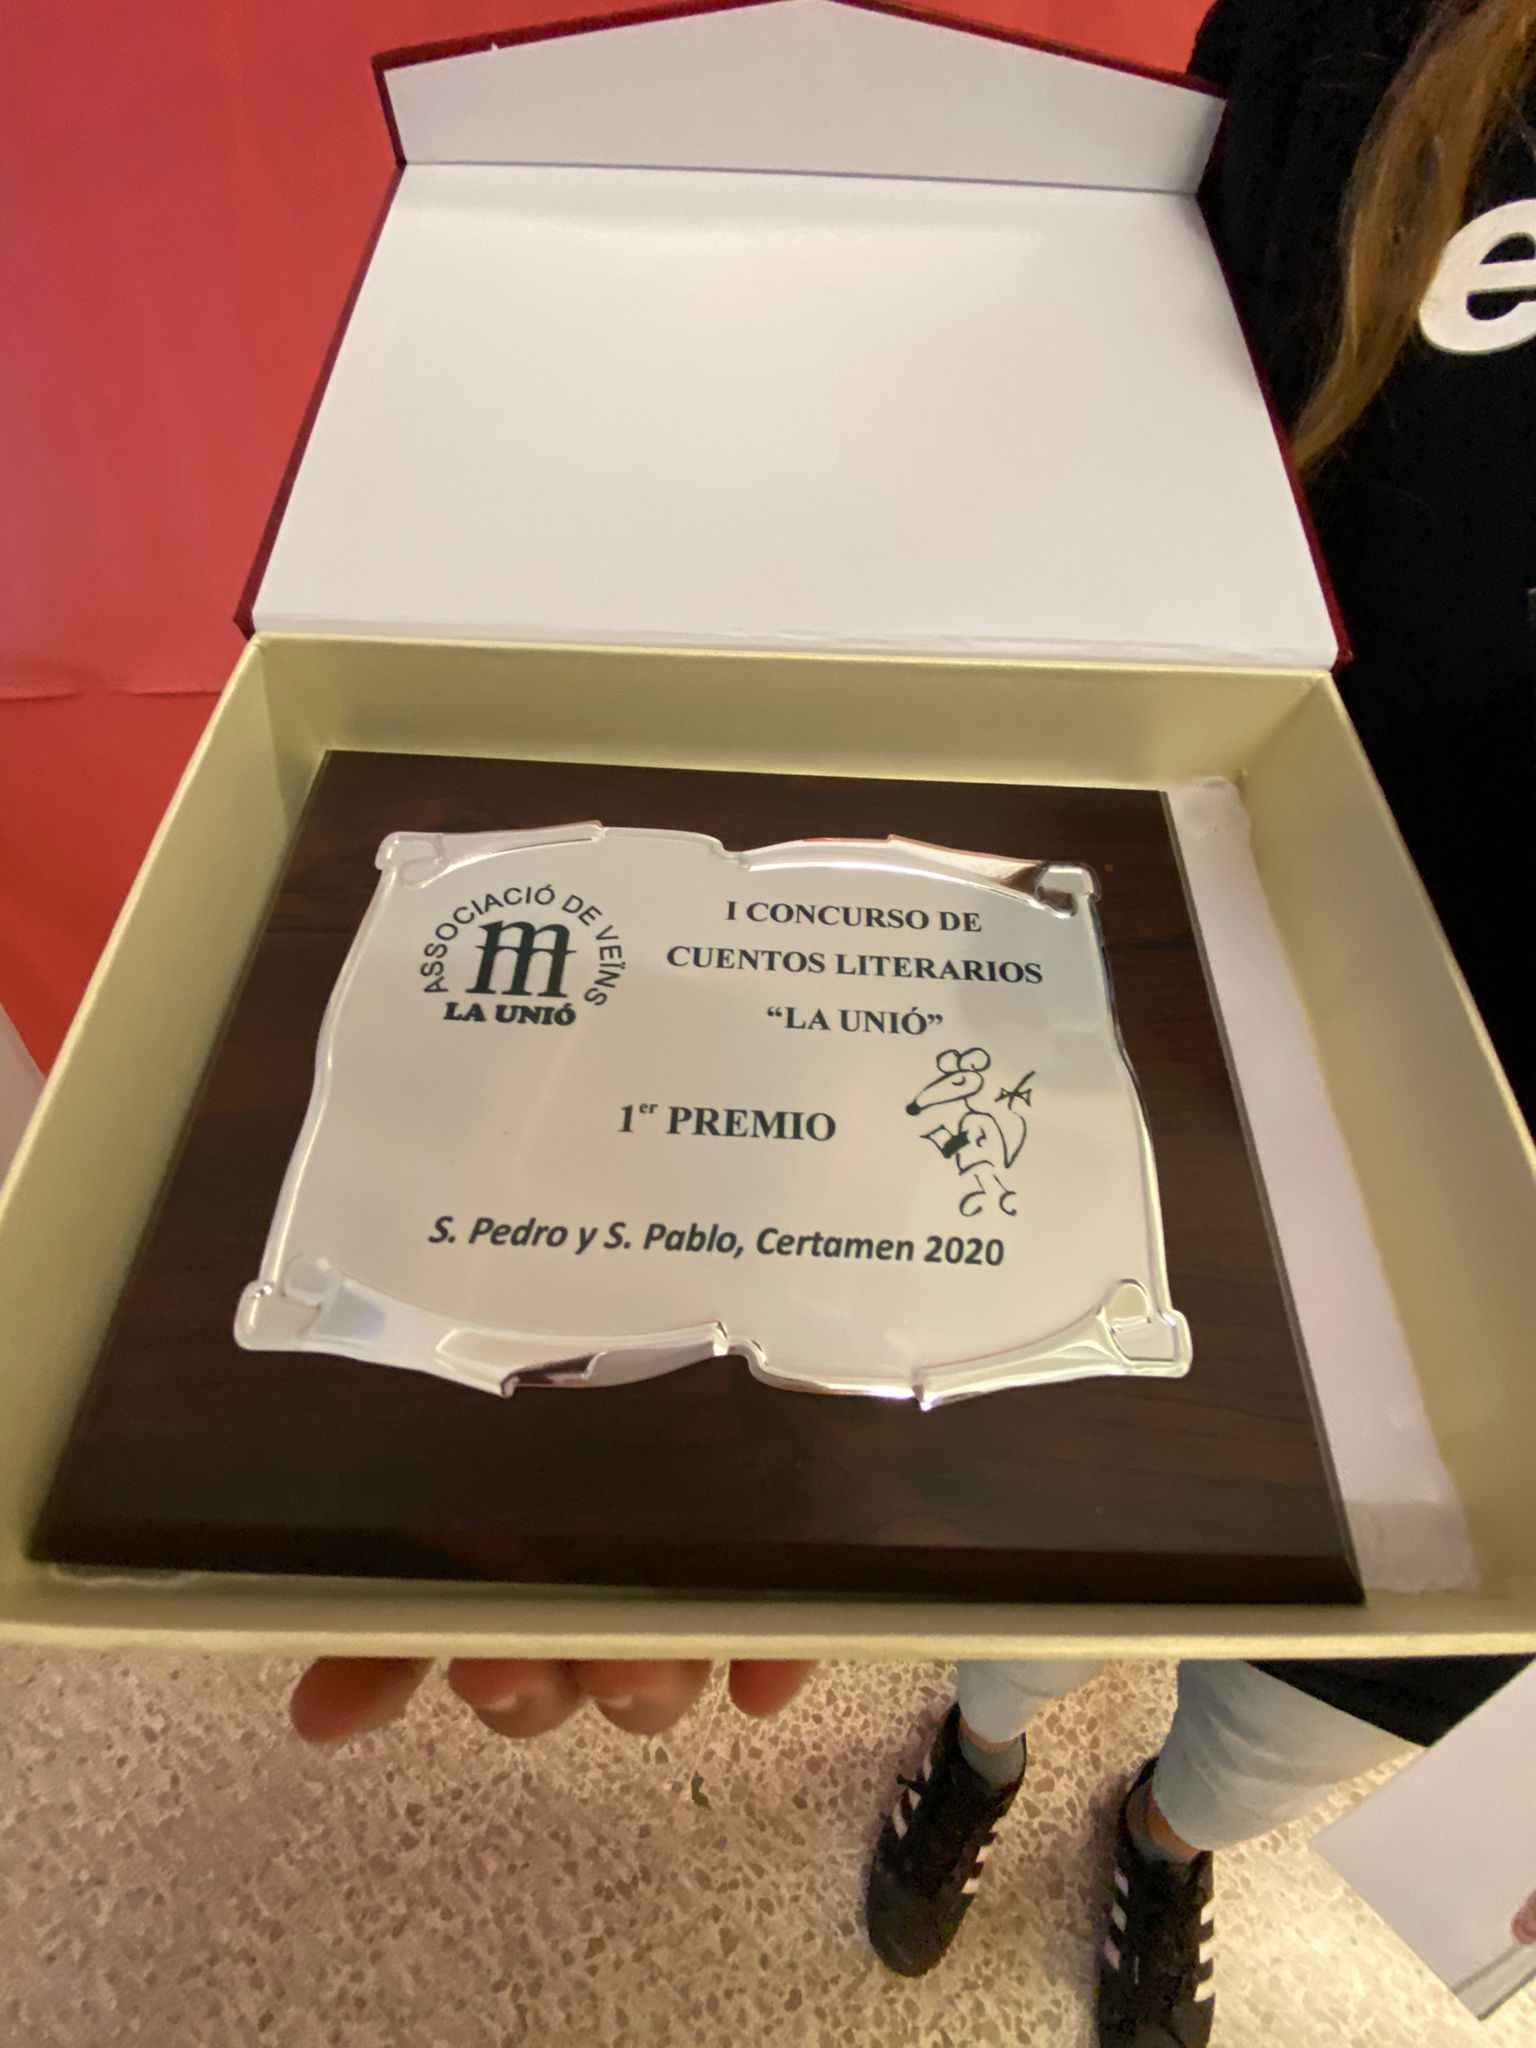 ASSOCIACIÓ DE VEÏNS
LA UNIÓ
I CONCURSO DE
CUENTOS LITERARIOS
“LA UNIÓ”
1er PREMIO
S. Pedro y S. Pablo, Certamen 2020
e